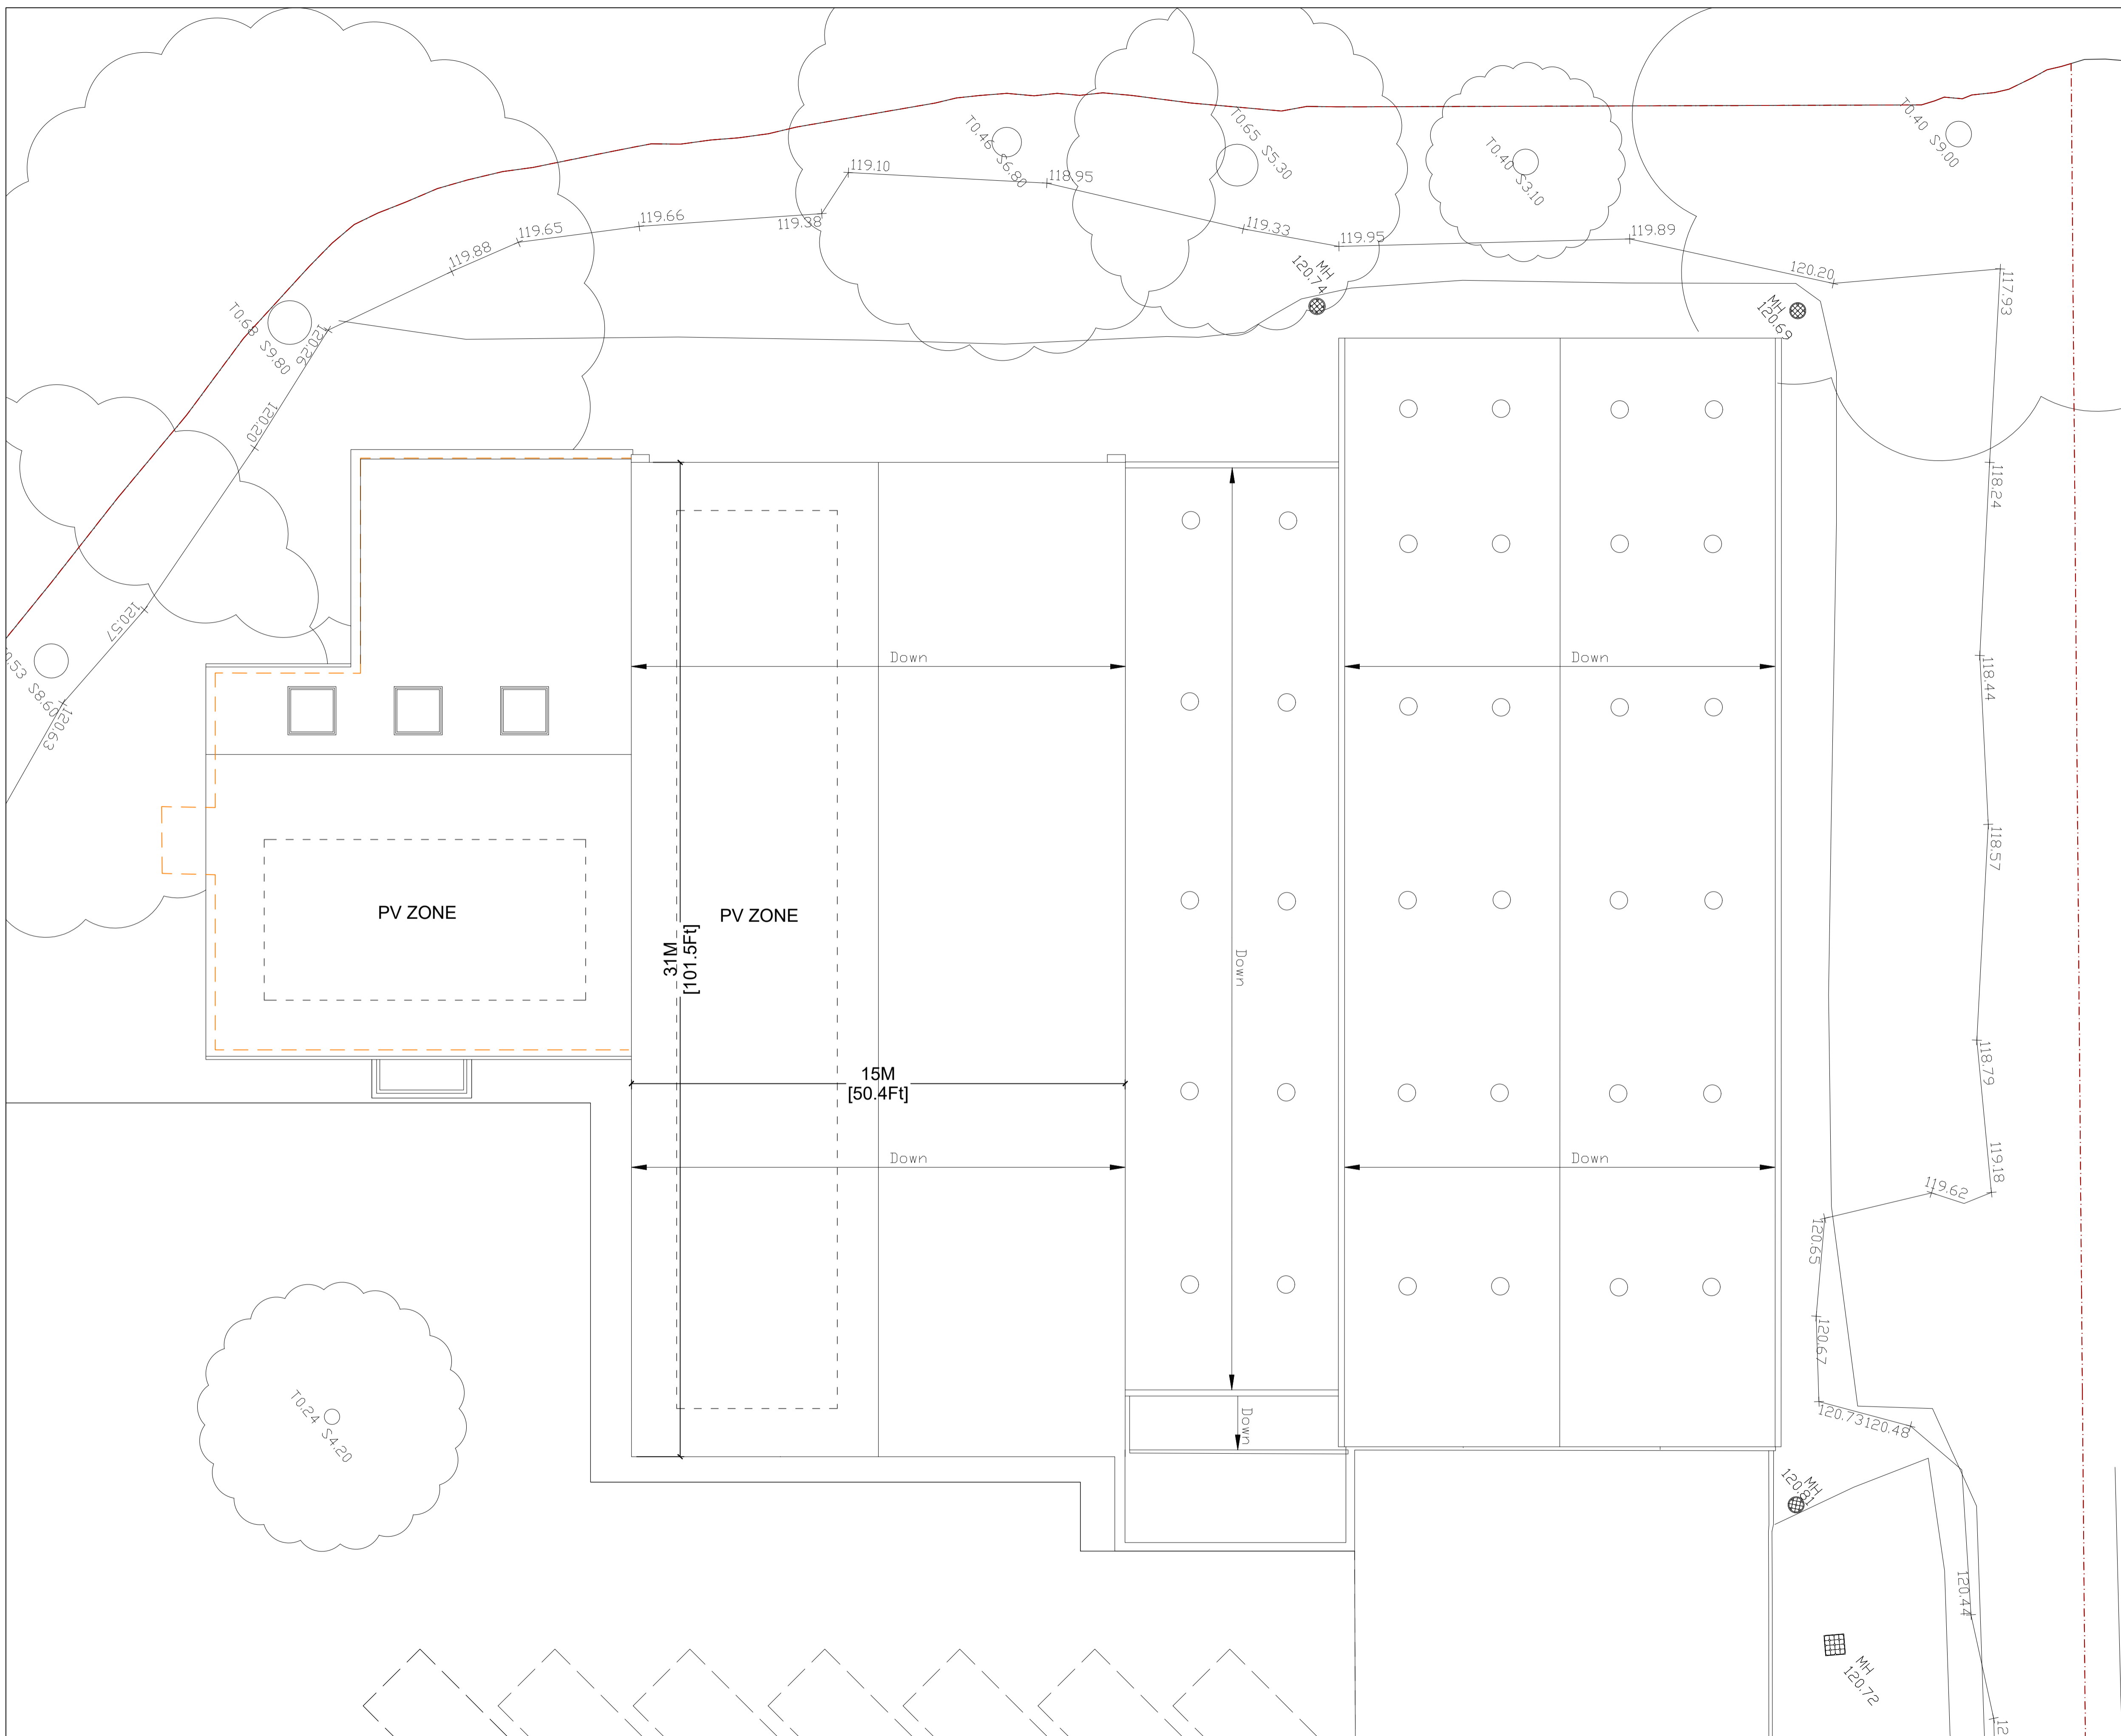 T0.40 S9.00
T0.46 S6.80
T0.65 S5.30
T0.40 S3.10
119.10
118.95
119.66
119.38
119.65
119.33
119.95
119.89
119.88
120.20
117.93
MH
120.74
MH
120.69
T0.68 S9.80
120.26
120.20
118.24
120.57
S8.60
120.63
118.44
Down
Down
118.57
PV ZONE
PV ZONE
31M
[101.5Ft]
Down
15M
[50.4Ft]
118.79
Down
Down
119.18
119.62
120.65
120.67
T0.24 S4.20
Down
120.73
120.48
MH
120.81
120.44
MH
120.72